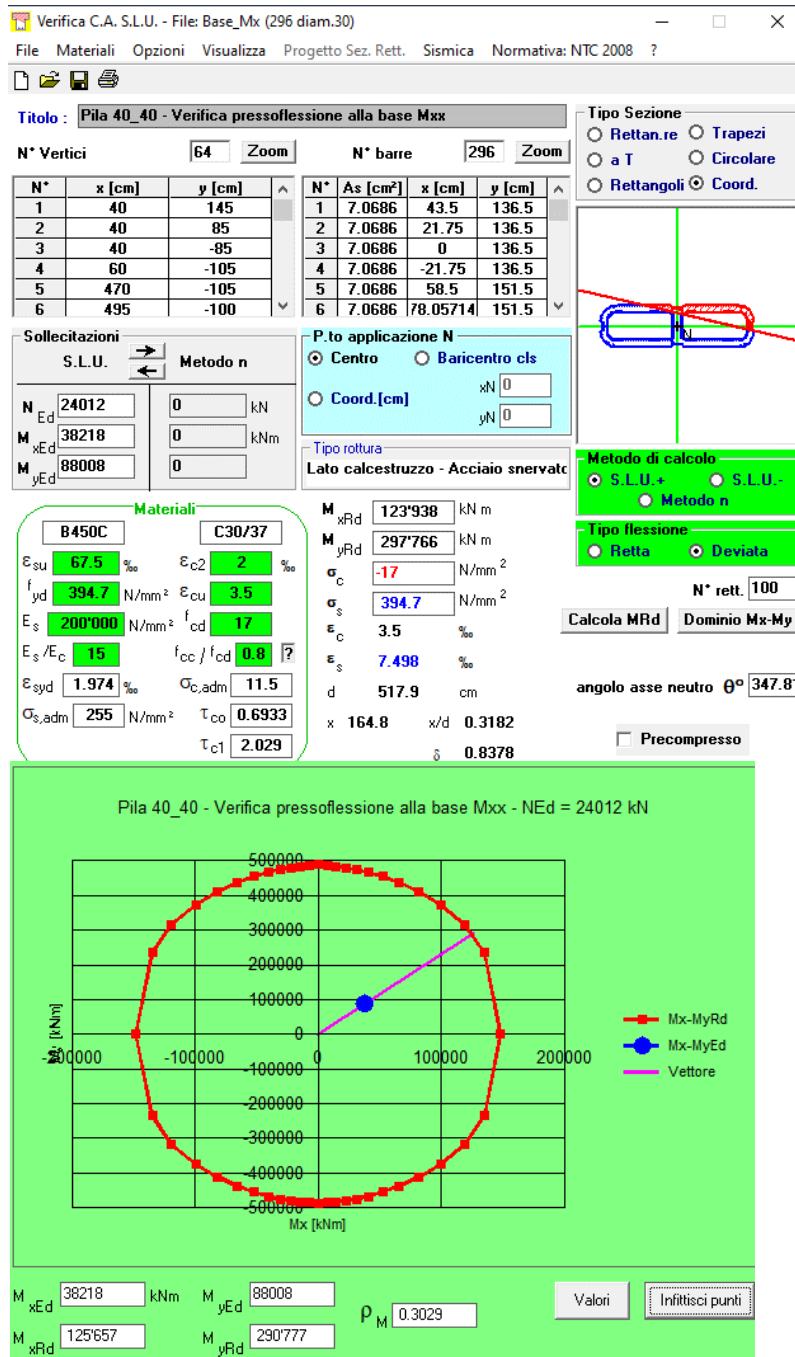 Verifica C.A. S.L.U. - File: Base_Mx (296 diam.30)
File Materiali Opzioni Visualizza Progetto Sez. Rett. Sismica Normativa: NTC 2008 ?
Titolo : Pila 40_40 - Verifica pressoflessione alla base Mxx
N° Vertici 64 Zoom N° barre 296 Zoom
N° x [cm] y [cm]
1 40 145
2 40 85
3 40 -85
4 60 -105
5 470 -105
6 495 -100
N° As [cm²] x [cm] y [cm]
1 7.0686 43.5 136.5
2 7.0686 21.75 136.5
3 7.0686 0 136.5
4 7.0686 -21.75 136.5
5 7.0686 58.5 151.5
6 7.0686 78.05714 151.5
Tipo Sezione
Rettan.re Trapezi
a T Circolare
Rettangoli Coord.
N
Sollecitazioni
S.L.U. Metodo n
N Ed 24012 0 kN
M xEd 38218 0 kNm
M yEd 88008 0
P.to applicazione N
Centro Baricentro cls
Coord.[cm] xN 0
yN 0
Tipo rottura
Lato calcestruzzo - Acciaio snervato
Metodo di calcolo
S.L.U.+ S.L.U.-
Metodo n
Tipo flessione
Retta Deviata
N° rett. 100
Calcola MRd Dominio Mx-My
angolo asse neutro θ° 347.81
Precompresso
Materiali
B450C C30/37
εsu 67.5 ‰ εc2 2 ‰
fyd 394.7 N/mm² εcu 3.5
Es 200'000 N/mm² fcd 17
Es/Ec 15 fcc / fcd 0.8 ?
εsyd 1.974 ‰ σc,adm 11.5
σs,adm 255 N/mm² τco 0.6933
τc1 2.029
M xRd 123'938 kN m
M yRd 297'766 kN m
σc -17 N/mm²
σs 394.7 N/mm²
εc 3.5 ‰
εs 7.498 ‰
d 517.9 cm
x 164.8 x/d 0.3182
δ 0.8378
Pila 40_40 - Verifica pressoflessione alla base Mxx - NEd = 24012 kN
500000
400000
300000
200000
100000
0
-100000
-200000
-300000
-400000
-500000
-200000 -100000 0 100000 200000
My [kNm]
Mx [kNm]
Mx-MyRd
Mx-MyEd
Vettore
M xEd 38218 kNm M yEd 88008
M xRd 125'657 M yRd 290'777
ρ M 0.3029
Valori Infittisci punti